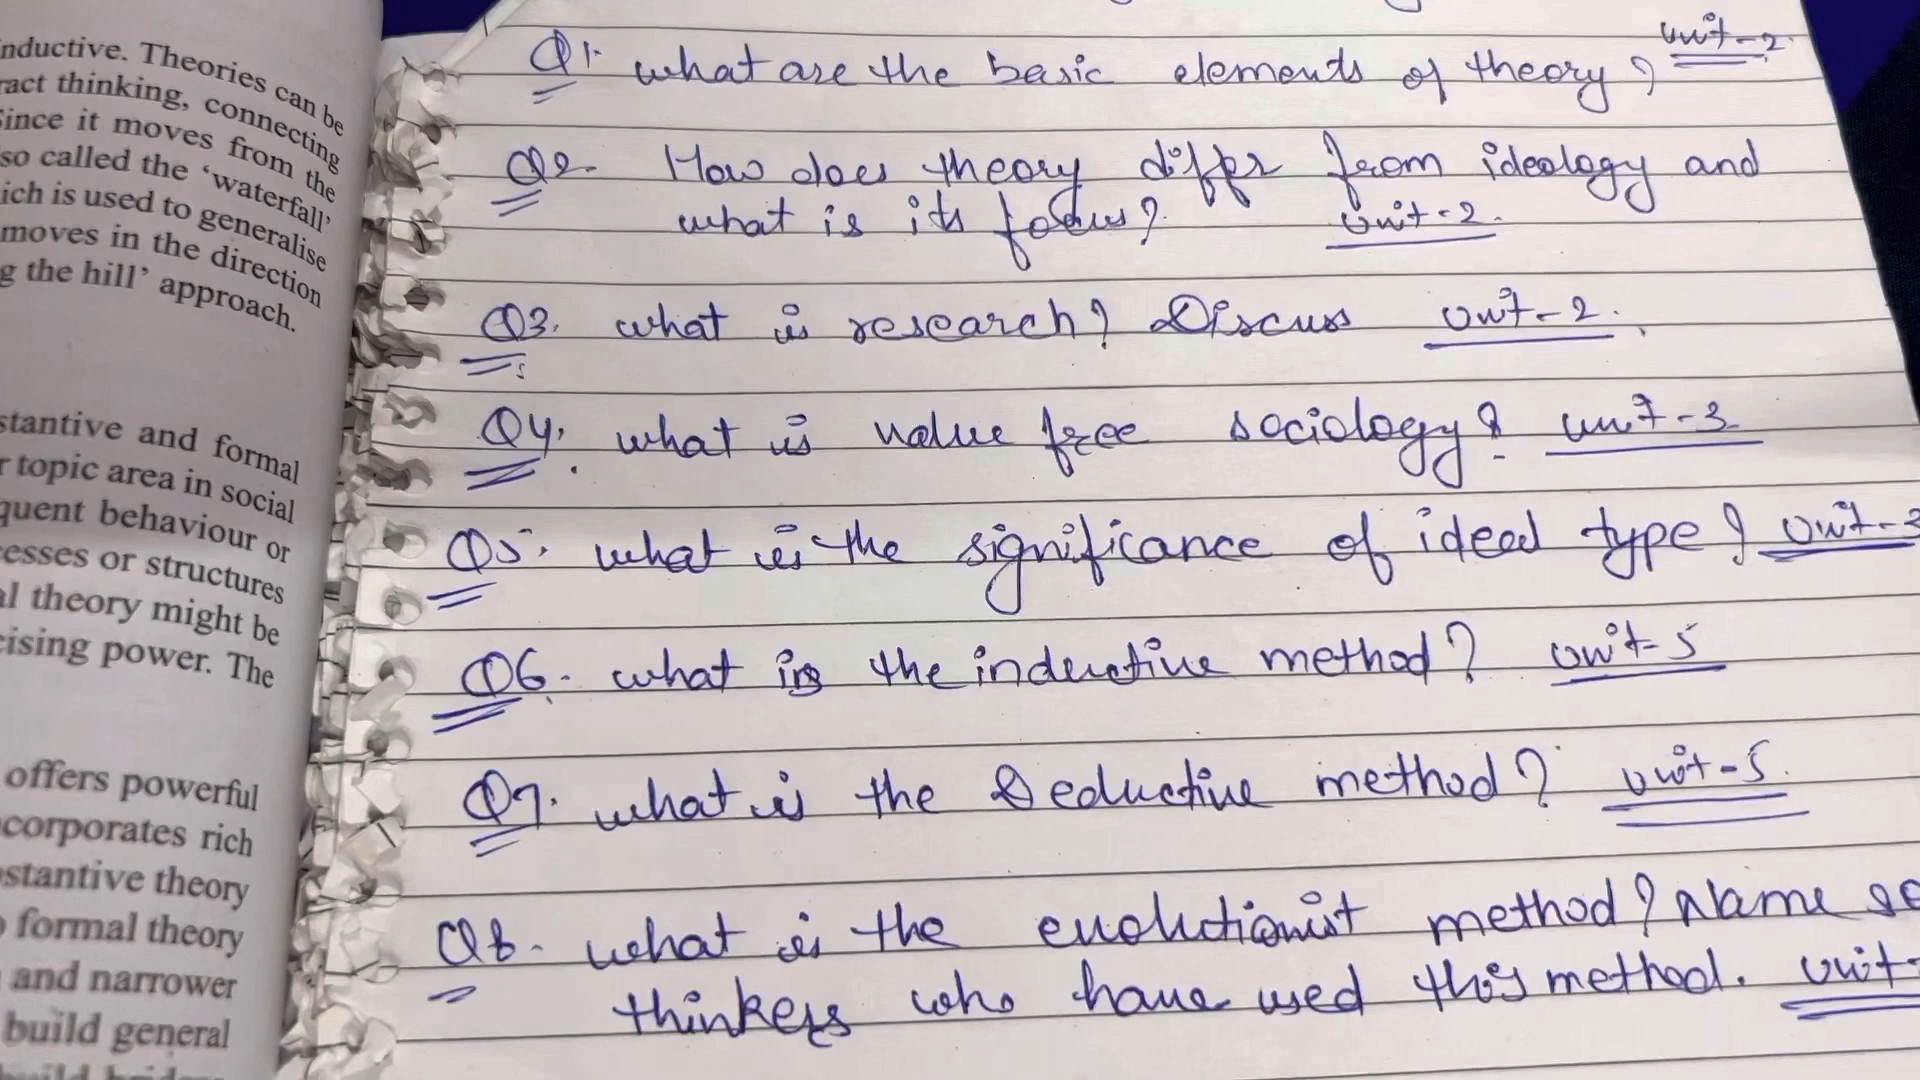 nductive. Theories can be
ract thinking, connecting
Since it moves from the
so called the 'waterfall'
ich is used to generalise
moves in the direction
g the hill' approach.
stantive and formal
r topic area in social
quent behaviour or
cesses or structures
al theory might be
cising power. The
offers powerful
corporates rich
stantive theory
formal theory
and narrower
build general
Q1. what are the basic elements of theory? unit-2.
Q2. How does theory differ from ideology and
what is its focus? unit-2.
Q3. what is research? Discuss unit-2.
Q4. what is value free sociology? unit-3
Q5. what is the significance of ideal type? unit-3
Q6. what is the inductive method? unit-5
Q7. what is the Deductive method? unit-5.
Q8. what is the evolutionist method? Name so
thinkers who have used this method. unit-